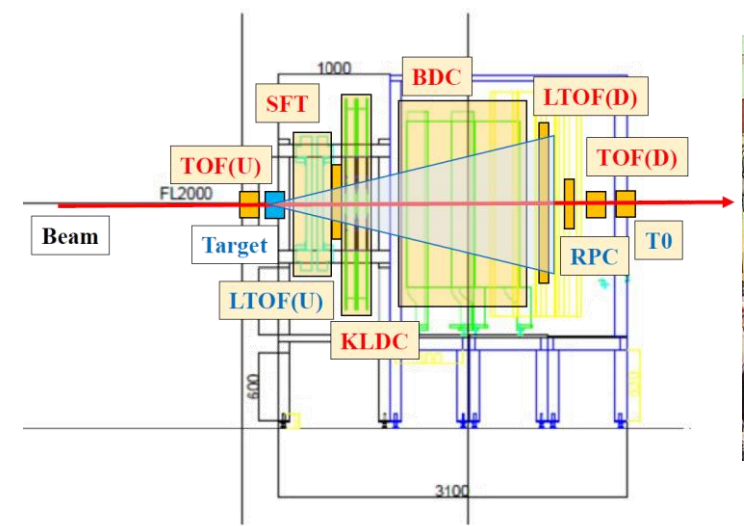 1000
BDC
SFT
LTOF(D)
TOF(U)
TOF(D)
FL2000
Beam
Target
RPC
T0
LTOF(U)
KLDC
600
3100